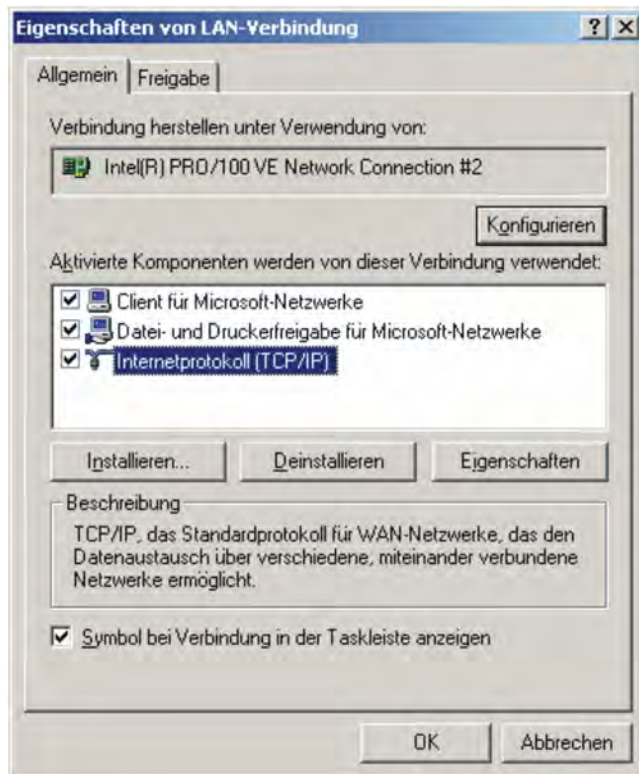 Eigenschaften von LAN-Verbindung
Allgemein
Freigabe
Verbindung herstellen unter Verwendung von:
Intel(R) PRO/100 VE Network Connection #2
Konfigurieren
Aktivierte Komponenten werden von dieser Verbindung verwendet:
Client für Microsoft-Netzwerke
Datei- und Druckerfreigabe für Microsoft-Netzwerke
Internetprotokoll (TCP/IP)
Installieren...
Deinstallieren
Eigenschaften
Beschreibung
TCP/IP, das Standardprotokoll für WAN-Netzwerke, das den
Datenaustausch über verschiedene, miteinander verbundene
Netzwerke ermöglicht.
Symbol bei Verbindung in der Taskleiste anzeigen
OK
Abbrechen